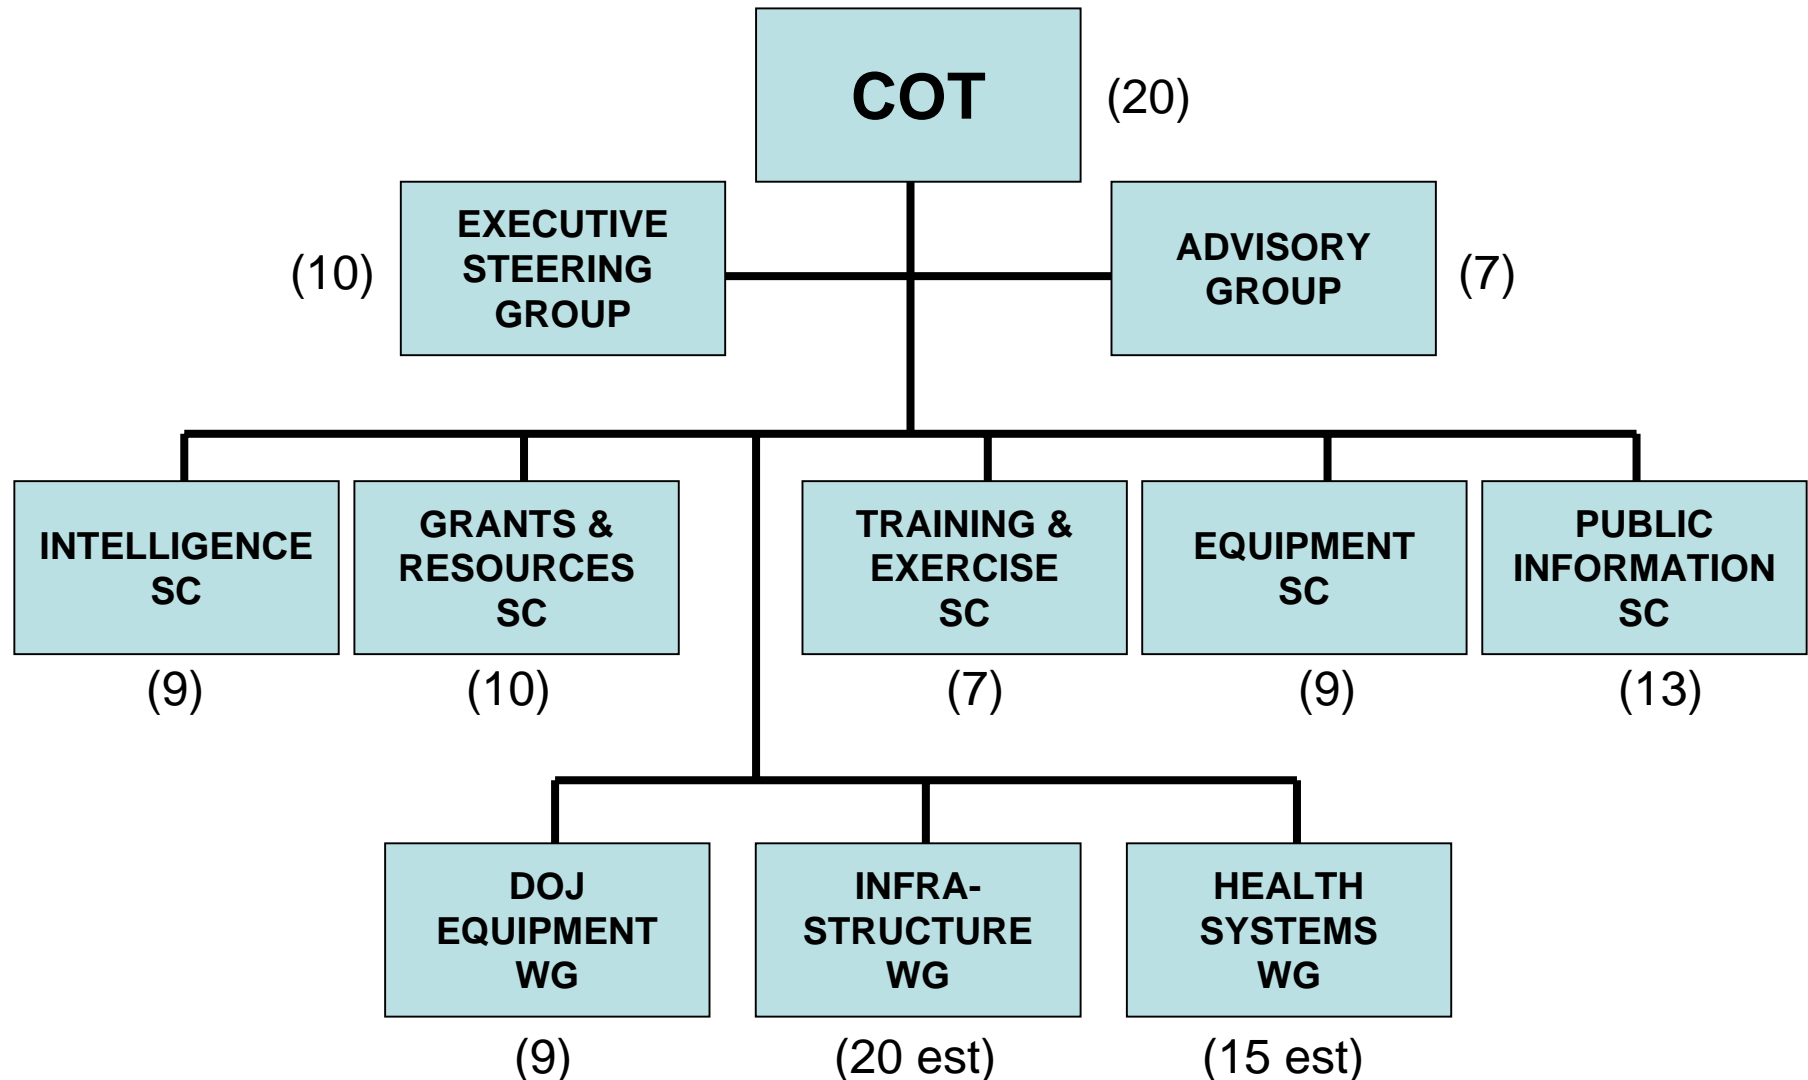 COT
(20)
EXECUTIVE
STEERING
GROUP
(10)
ADVISORY
GROUP
(7)
INTELLIGENCE
SC
(9)
GRANTS &
RESOURCES
SC
(10)
TRAINING &
EXERCISE
SC
(7)
EQUIPMENT
SC
(9)
PUBLIC
INFORMATION
SC
(13)
DOJ
EQUIPMENT
WG
(9)
INFRA-
STRUCTURE
WG
(20 est)
HEALTH
SYSTEMS
WG
(15 est)